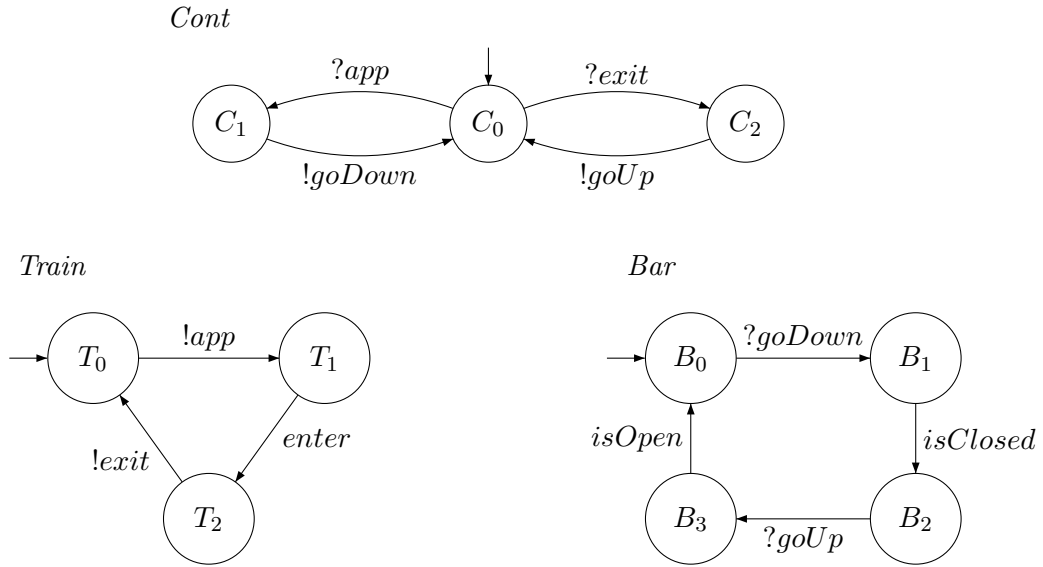 Cont
?app
?exit
C₁
C₀
C₂
!goDown
!goUp
Train
Bar
T₀
!app
T₁
B₀
?goDown
B₁
!exit
enter
isOpen
isClosed
T₂
B₃
?goUp
B₂